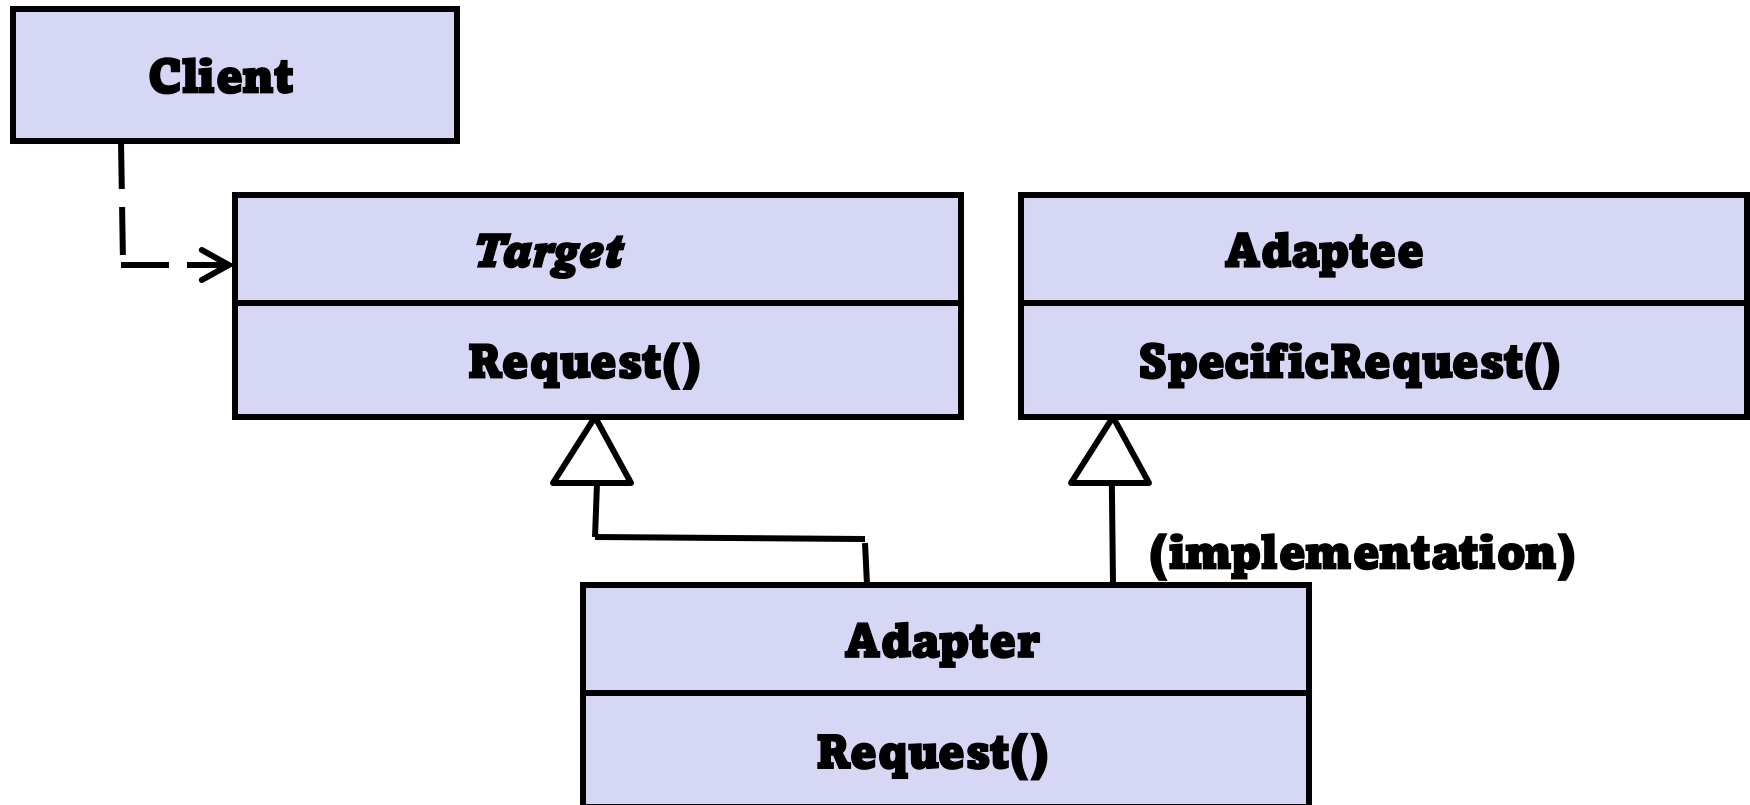 Client
Target
Request()
Adaptee
SpecificRequest()
(implementation)
Adapter
Request()